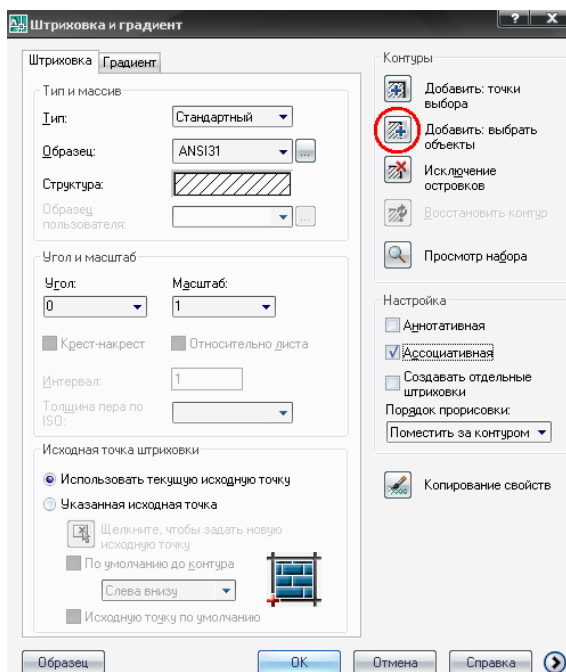 Штриховка и градиент
Штриховка
Градиент
Тип и массив
Тип:
Стандартный
Образец:
ANSI31
...
Структура:
Образец
пользователя:
...
Угол и масштаб
Угол:
Масштаб:
0
1
Крест-накрест
Относительно листа
Интервал:
1
Толщина пера по
ISO:
Исходная точка штриховки
Использовать текущую исходную точку
Указанная исходная точка
Щелкните, чтобы задать новую
исходную точку
По умолчанию до контура
Слева внизу
Исходную точку по умолчанию
Контуры
Добавить: точки
выбора
Добавить: выбрать
объекты
Исключение
островков
Восстановить контур
Просмотр набора
Настройка
Аннотативная
Ассоциативная
Создавать отдельные
штриховки
Порядок прорисовки:
Поместить за контуром
Копирование свойств
Образец
OK
Отмена
Справка